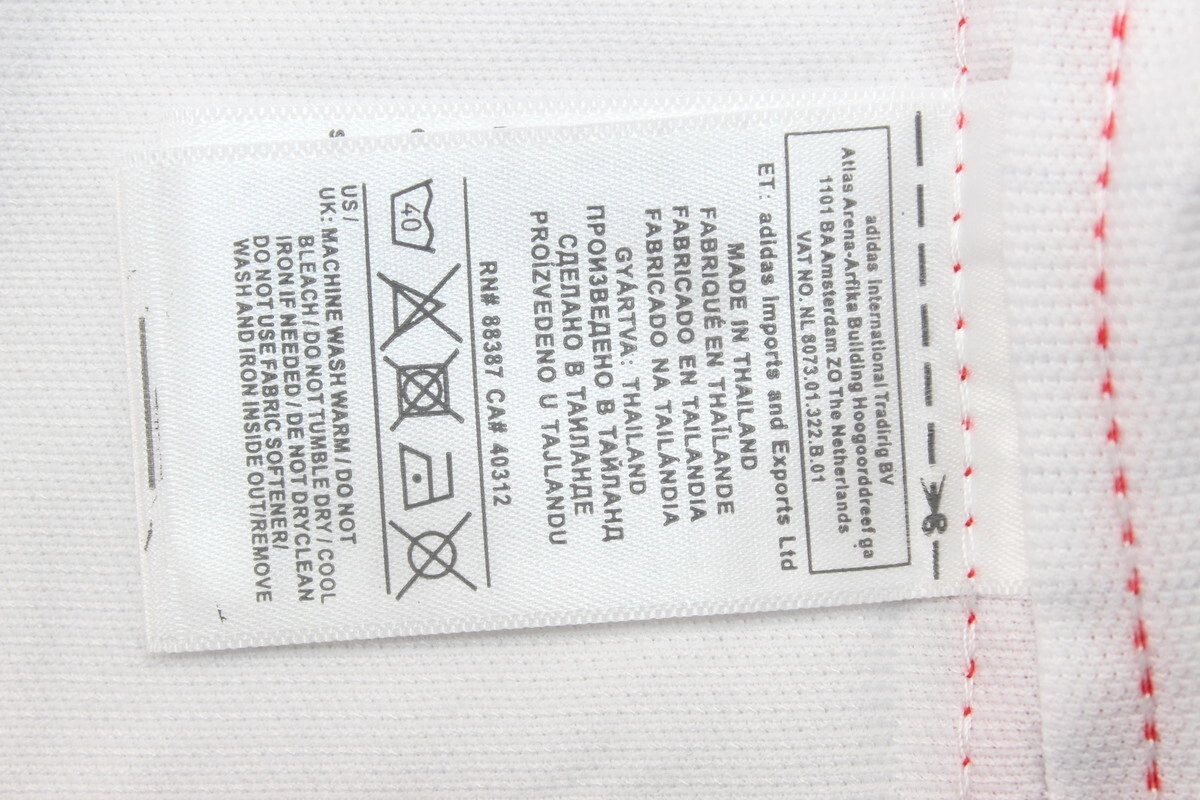 adidas International Tradirig BV
Atlas Arena-Arfika Building Hoogoorddreef ga
1101 BA Amsterdam ZO The Netherlands
VAT NO. NL 8073.01.322.B.01
ET: adidas Imports and Exports Ltd
MADE IN THAILAND
FABRIQUÉ EN THAÏLANDE
FABRICADO EN TAILANDIA
FABRICADO NA TAILÂNDIA
GYÁRTVA: THAILAND
ПРОИЗВЕДЕНО В ТАЙЛАНД
СДЕЛАНО В ТАИЛАНДЕ
PROİZVEDENO U TAJLANDU
RN# 88387 CA# 40312
40
US /
UK: MACHINE WASH WARM / DO NOT
BLEACH / DO NOT TUMBLE DRY / COOL
IRON IF NEEDED / DE NOT DRYCLEAN
DO NOT USE FABRIC SOFTENER/
WASH AND IRON INSIDE OUT/REMOVE